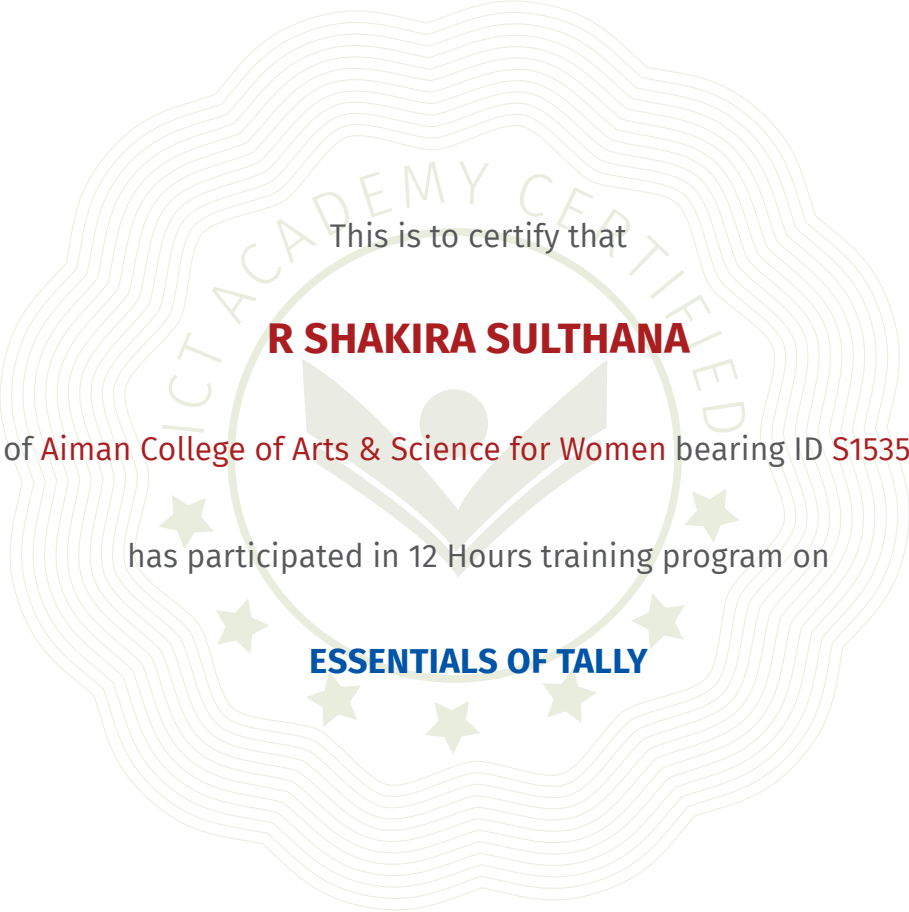 ICT ACADEMY CERTIFIED
This is to certify that
R SHAKIRA SULTHANA
of Aiman College of Arts & Science for Women bearing ID S1535
has participated in 12 Hours training program on
ESSENTIALS OF TALLY